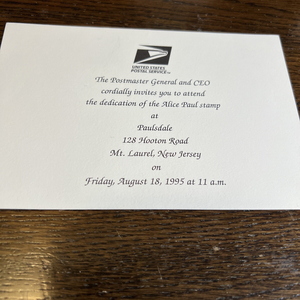 UNITED STATES
POSTAL SERVICE
The Postmaster General and CEO
cordially invites you to attend
the dedication of the Alice Paul stamp
at
Paulsdale
128 Hooton Road
Mt. Laurel, New Jersey
on
Friday, August 18, 1995 at 11 a.m.